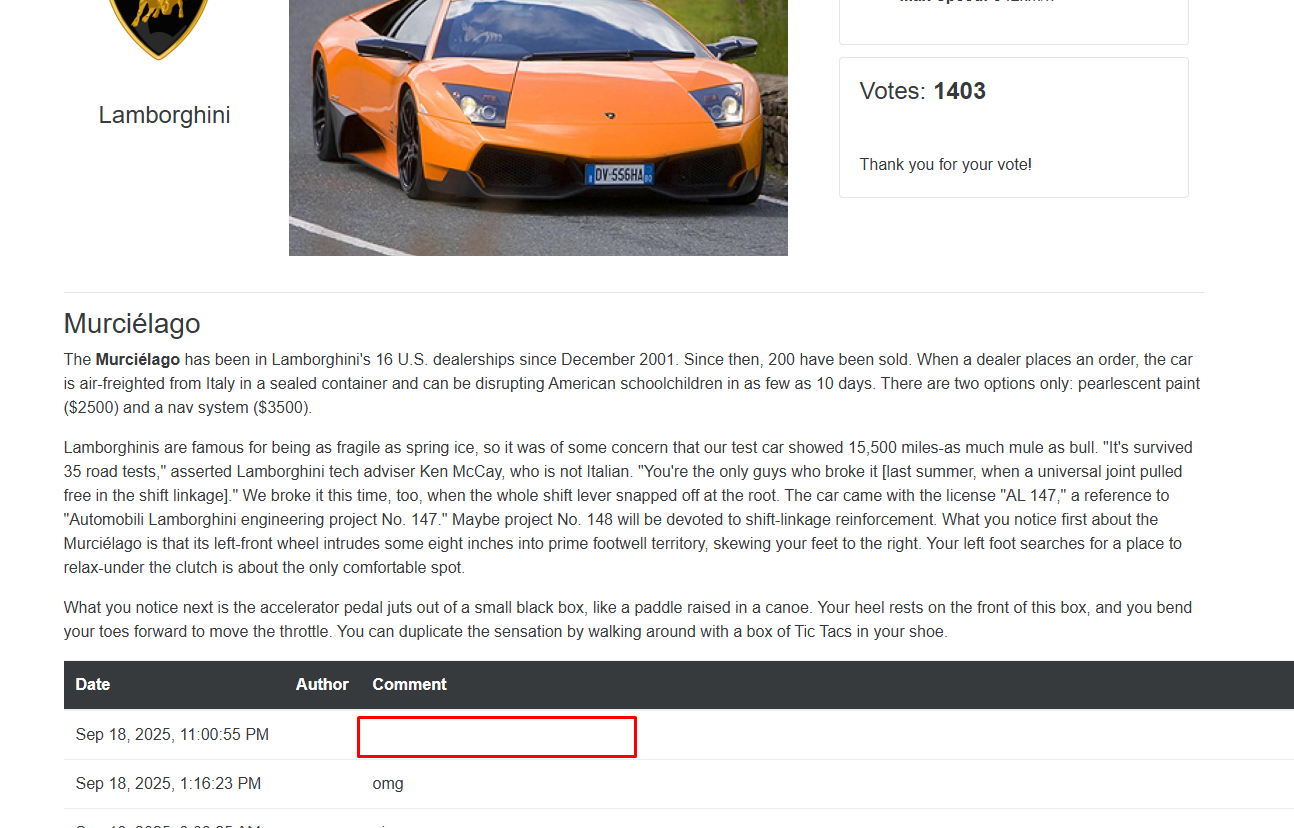 Lamborghini
DV·556HA
Votes: 1403
Thank you for your vote!
Murciélago
The Murciélago has been in Lamborghini's 16 U.S. dealerships since December 2001. Since then, 200 have been sold. When a dealer places an order, the car
is air-freighted from Italy in a sealed container and can be disrupting American schoolchildren in as few as 10 days. There are two options only: pearlescent paint
($2500) and a nav system ($3500).
Lamborghinis are famous for being as fragile as spring ice, so it was of some concern that our test car showed 15,500 miles-as much mule as bull. "It's survived
35 road tests," asserted Lamborghini tech adviser Ken McCay, who is not Italian. "You're the only guys who broke it [last summer, when a universal joint pulled
free in the shift linkage]." We broke it this time, too, when the whole shift lever snapped off at the root. The car came with the license "AL 147," a reference to
"Automobili Lamborghini engineering project No. 147." Maybe project No. 148 will be devoted to shift-linkage reinforcement. What you notice first about the
Murciélago is that its left-front wheel intrudes some eight inches into prime footwell territory, skewing your feet to the right. Your left foot searches for a place to
relax-under the clutch is about the only comfortable spot.
What you notice next is the accelerator pedal juts out of a small black box, like a paddle raised in a canoe. Your heel rests on the front of this box, and you bend
your toes forward to move the throttle. You can duplicate the sensation by walking around with a box of Tic Tacs in your shoe.
Date Author Comment
Sep 18, 2025, 11:00:55 PM
Sep 18, 2025, 1:16:23 PM omg